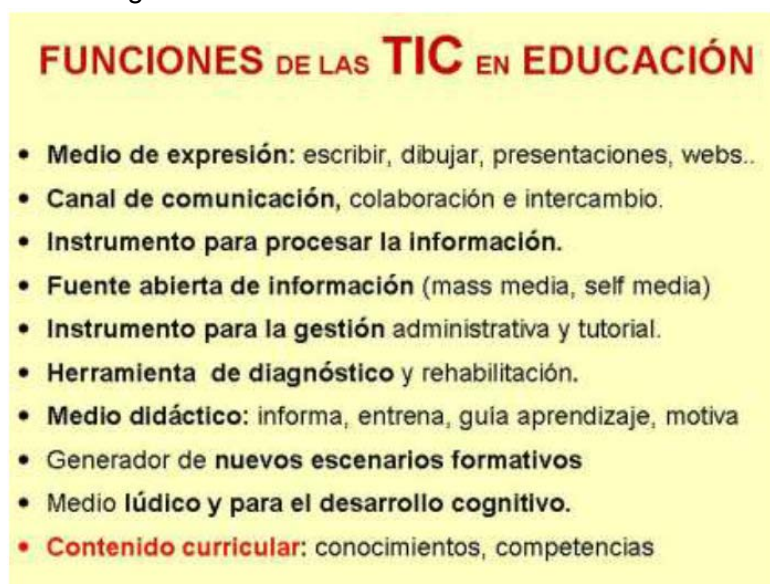 FUNCIONES DE LAS TIC EN EDUCACIÓN
• Medio de expresión: escribir, dibujar, presentaciones, webs..
• Canal de comunicación, colaboración e intercambio.
• Instrumento para procesar la información.
• Fuente abierta de información (mass media, self media)
• Instrumento para la gestión administrativa y tutorial.
• Herramienta de diagnóstico y rehabilitación.
• Medio didáctico: informa, entrena, guía aprendizaje, motiva
• Generador de nuevos escenarios formativos
• Medio lúdico y para el desarrollo cognitivo.
• Contenido curricular: conocimientos, competencias